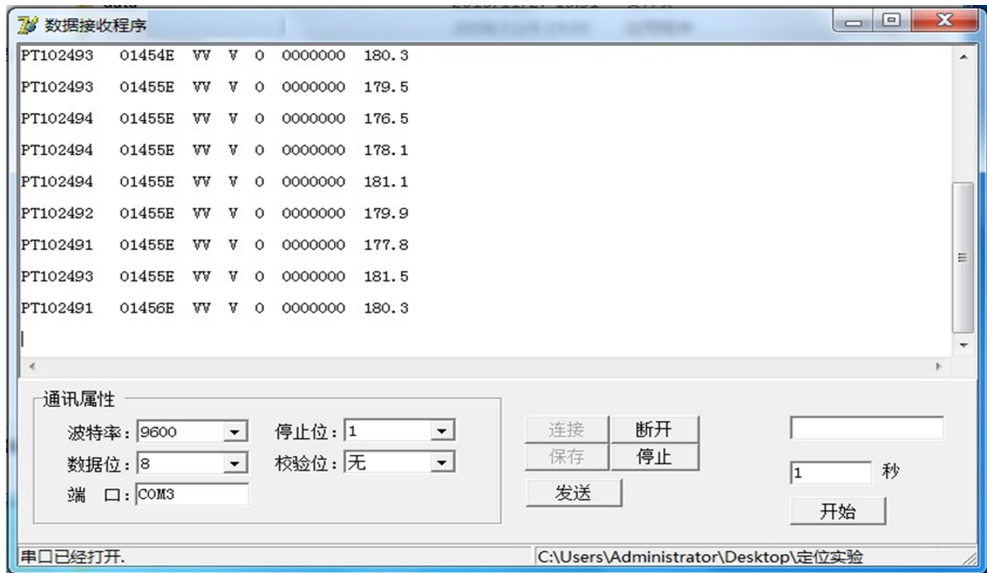 数据接收程序
PT102493 01454E VV V 0 0000000 180.3
PT102493 01455E VV V 0 0000000 179.5
PT102494 01455E VV V 0 0000000 176.5
PT102494 01455E VV V 0 0000000 178.1
PT102494 01455E VV V 0 0000000 181.1
PT102492 01455E VV V 0 0000000 179.9
PT102491 01455E VV V 0 0000000 177.8
PT102493 01455E VV V 0 0000000 181.5
PT102491 01456E VV V 0 0000000 180.3
通讯属性
波特率: 9600 停止位: 1 连接 断开
数据位: 8 校验位: 无 保存 停止 1 秒
端 口: COM3 发送 开始
串口已经打开. C:\Users\Administrator\Desktop\定位实验